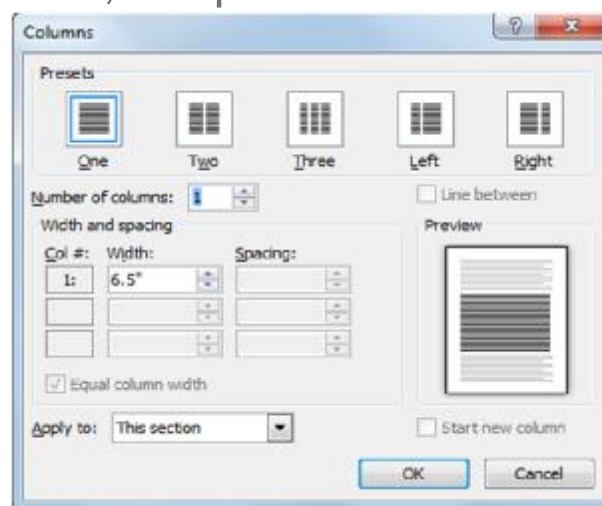 Columns
Presets
One Two Three Left Right
Number of columns: 1
Line between
Width and spacing
Preview
Col #: Width: Spacing:
1: 6.5"
Equal column width
Apply to: This section
Start new column
OK Cancel